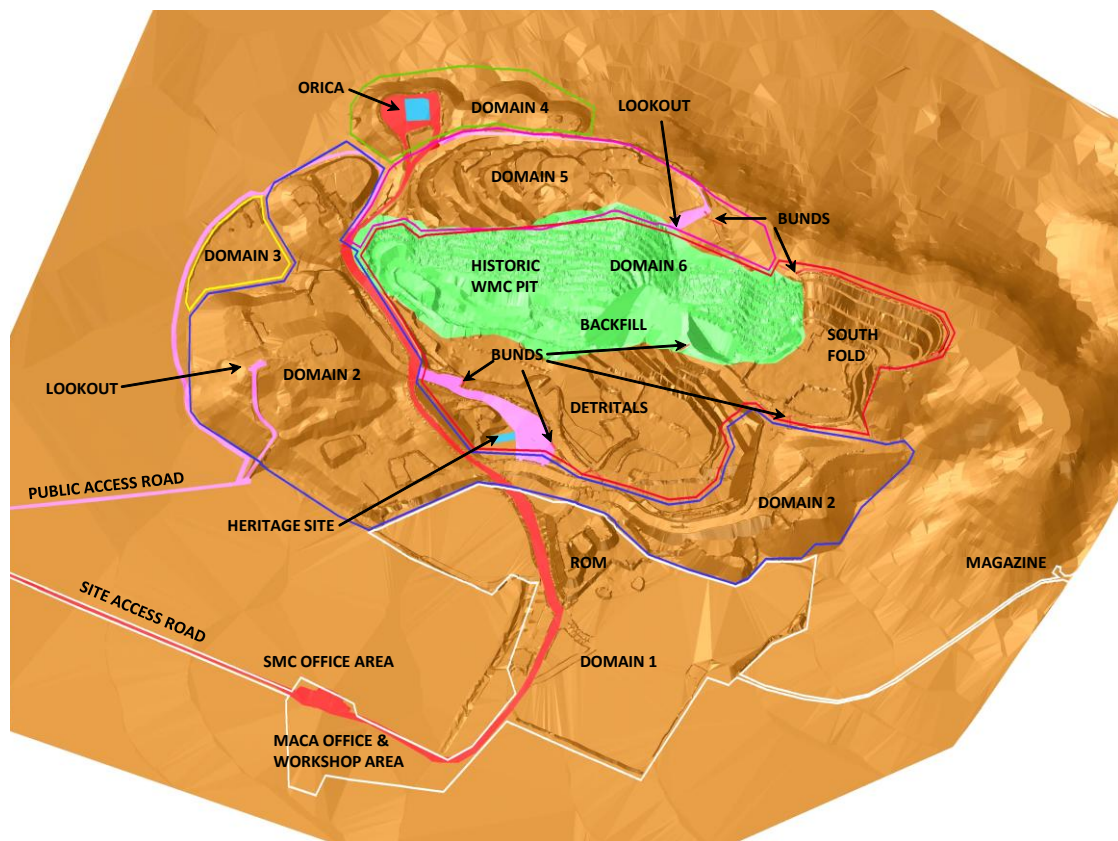 ORICA
DOMAIN 4
LOOKOUT
DOMAIN 5
BUNDS
DOMAIN 3
HISTORIC
WMC PIT
DOMAIN 6
BACKFILL
SOUTH
FOLD
BUNDS
LOOKOUT
DOMAIN 2
DETRITALS
PUBLIC ACCESS ROAD
HERITAGE SITE
DOMAIN 2
ROM
MAGAZINE
SITE ACCESS ROAD
SMC OFFICE AREA
DOMAIN 1
MACA OFFICE &
WORKSHOP AREA